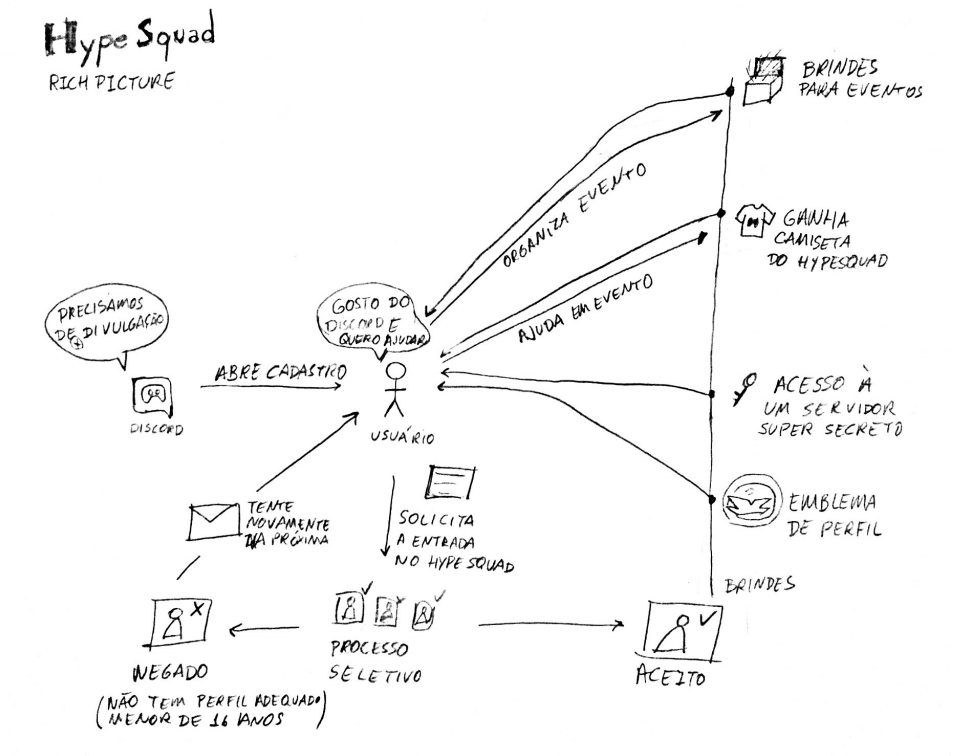 Hype Squad
RICH PICTURE
BRINDES
PARA EVENTOS
ORGANIZA EVENTO
GANHA
CAMISETA
DO HYPESQUAD
AJUDA EM EVENTO
PRECISAMOS
DE DIVULGAÇÃO
GOSTO DO
DISCORD E
QUERO AJUDAR
ABRE CADASTRO
DISCORD
USUÁRIO
ACESSO À
UM SERVIDOR
SUPER SECRETO
EMBLEMA
DE PERFIL
TENTE
NOVAMENTE
NA PRÓXIMA
SOLICITA
A ENTRADA
NO HYPE SQUAD
BRINDES
PROCESSO
SELETIVO
NEGADO
(NÃO TEM PERFIL ADEQUADO
MENOR DE 16 ANOS)
ACEITO